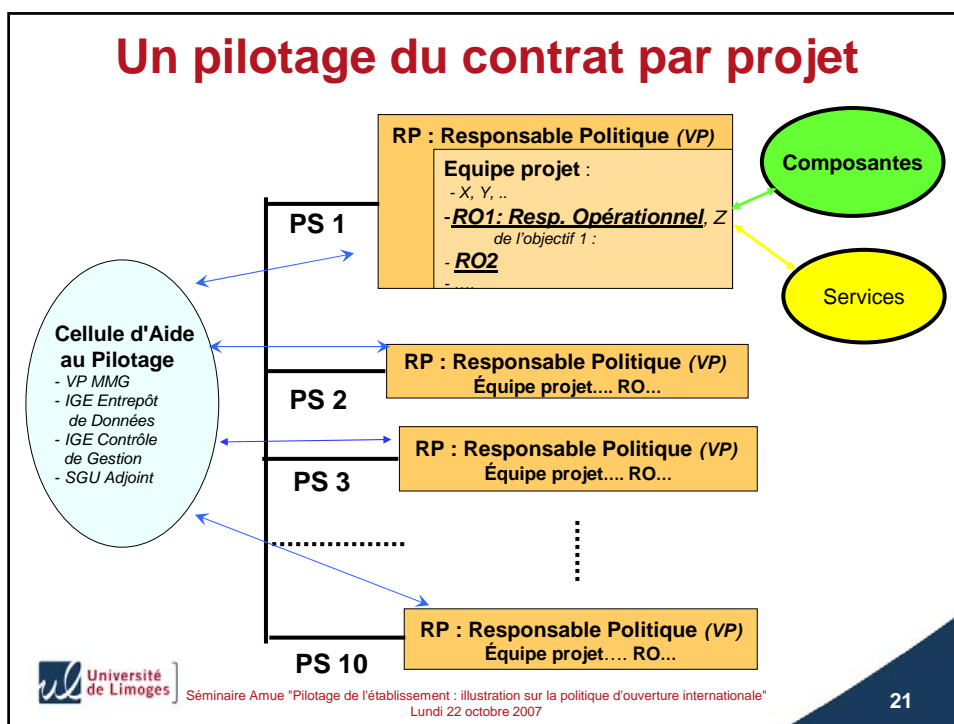 Un pilotage du contrat par projet
RP : Responsable Politique (VP)
Equipe projet :
- X, Y, ..
-RO1: Resp. Opérationnel, Z
de l'objectif 1 :
- RO2
- ....
Composantes
Services
PS 1
Cellule d'Aide
au Pilotage
- VP MMG
- IGE Entrepôt
de Données
- IGE Contrôle
de Gestion
- SGU Adjoint
RP : Responsable Politique (VP)
Équipe projet.... RO...
PS 2
RP : Responsable Politique (VP)
Équipe projet.... RO...
PS 3
RP : Responsable Politique (VP)
Équipe projet.... RO...
PS 10
Université
de Limoges
Séminaire Amue "Pilotage de l'établissement : illustration sur la politique d'ouverture internationale"
Lundi 22 octobre 2007
21